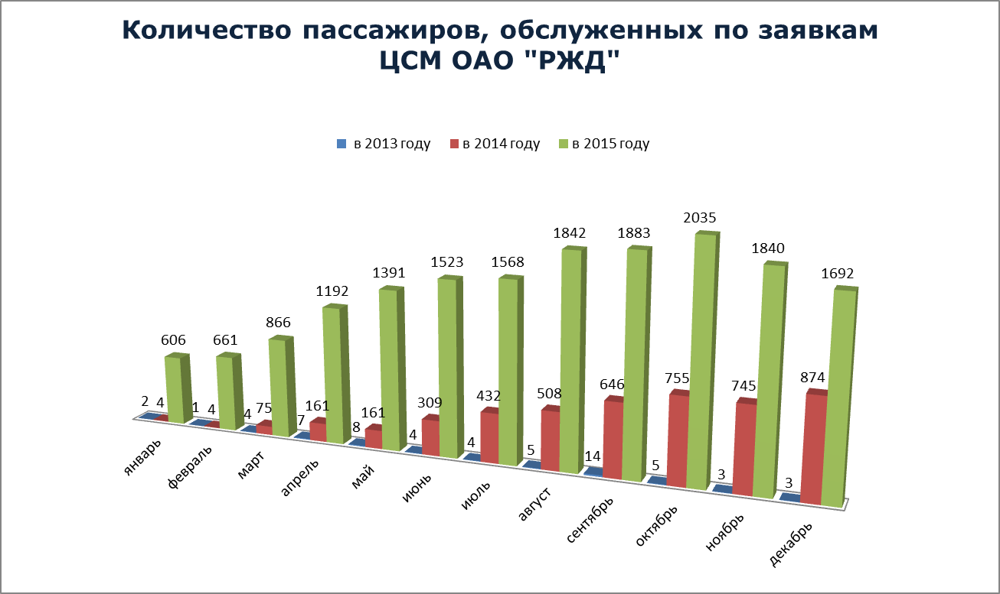 Количество пассажиров, обслуженных по заявкам
ЦСМ ОАО "РЖД"
в 2013 году в 2014 году в 2015 году
2 4 606
1 4 661
4 75 866
7 161 1192
8 161 1391
4 309 1523
4 432 1568
5 508 1842
14 646 1883
5 755 2035
3 745 1840
3 874 1692
январь
февраль
март
апрель
май
июнь
июль
август
сентябрь
октябрь
ноябрь
декабрь